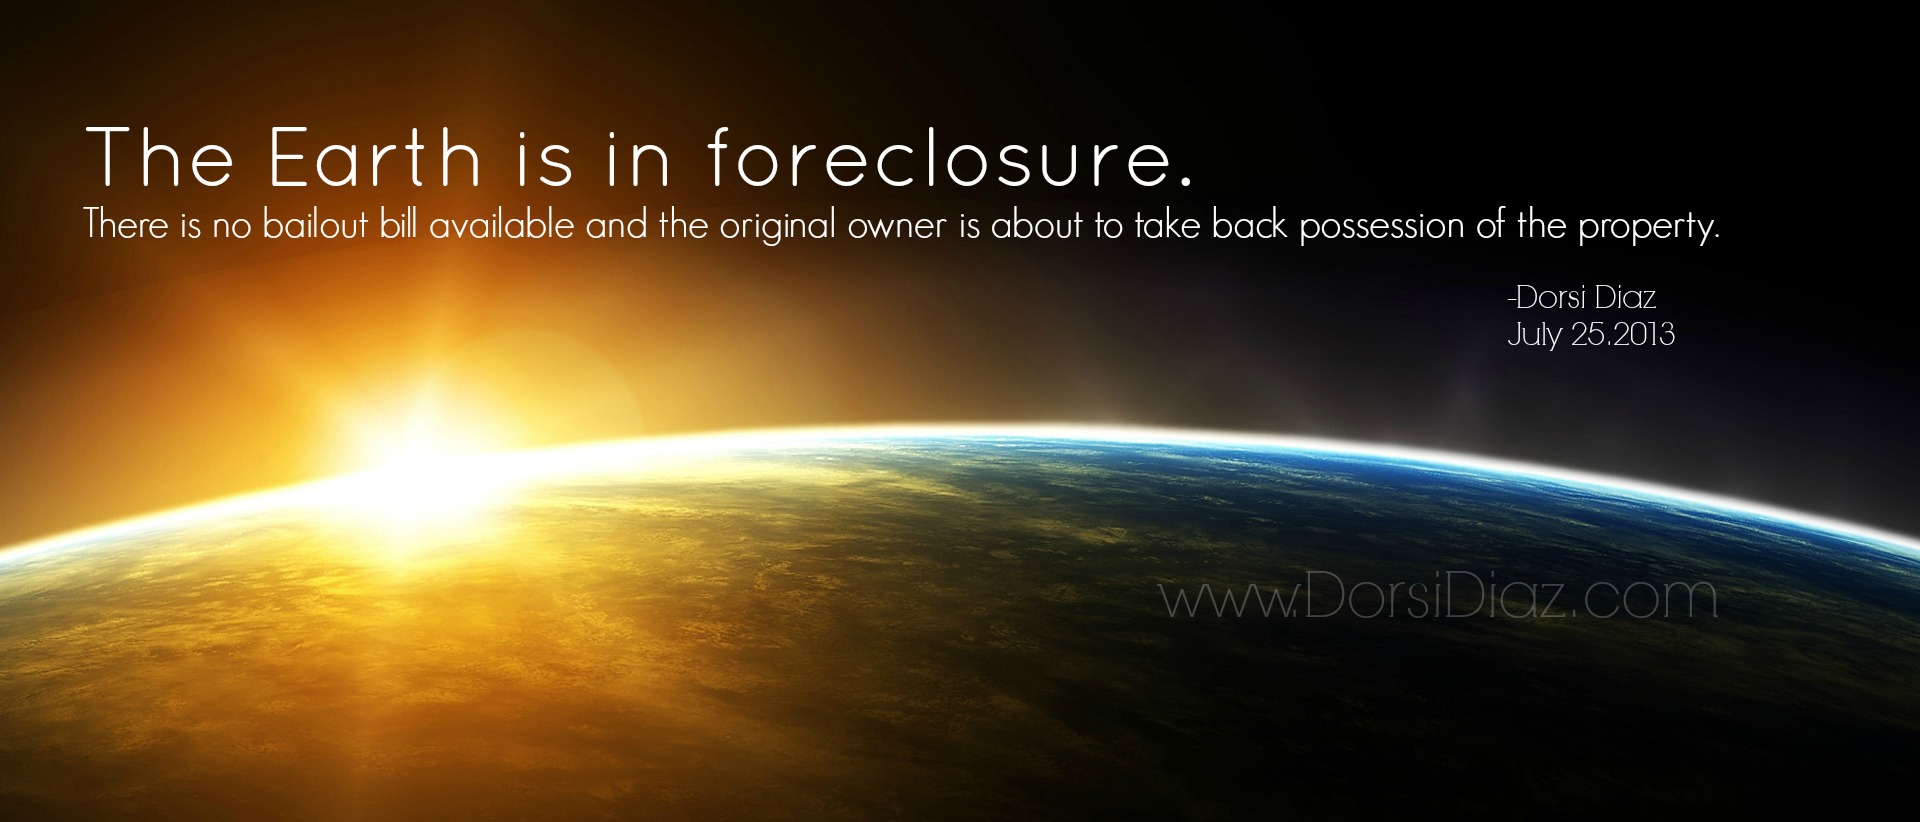 The Earth is in foreclosure.
There is no bailout bill available and the original owner is about to take back possession of the property.
-Dorsi Diaz
July 25.2013
www.DorsiDiaz.com